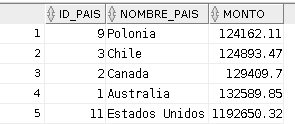 ID_PAIS NOMBRE_PAIS MONTO
1 9 Polonia 124162.11
2 3 Chile 124893.47
3 2 Canada 129409.7
4 1 Australia 132589.85
5 11 Estados Unidos 1192650.32